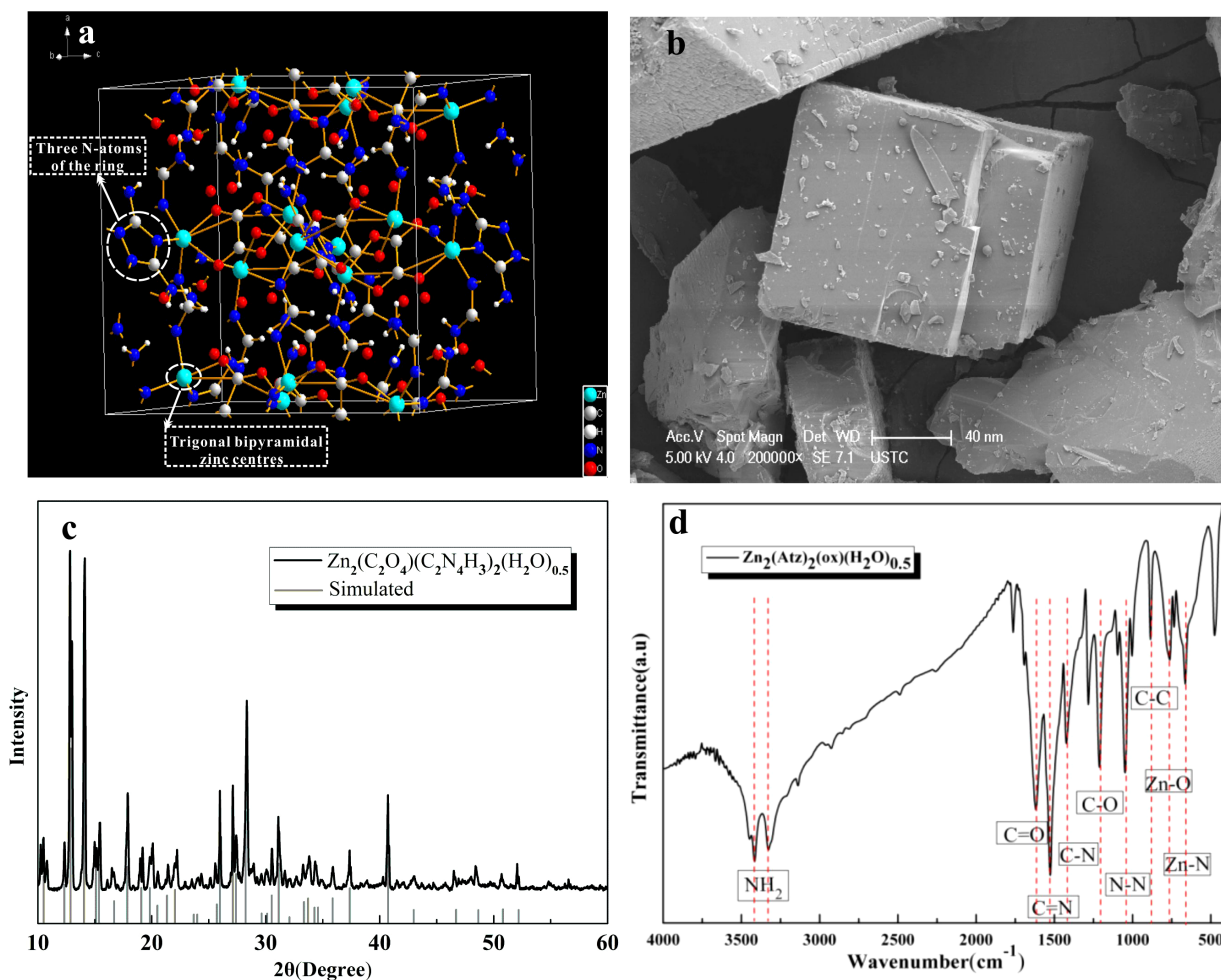 a
a
b
c
Three N-atoms
of the ring
Trigonal bipyramidal
zinc centres
Zn
C
H
N
O
b
Acc.V Spot Magn Det WD 40 nm
5.00 kV 4.0 200000× SE 7.1 USTC
c
Zn₂(C₂O₄)(C₂N₄H₃)₂(H₂O)₀.₅
Simulated
Intensity
10 20 30 40 50 60
2θ(Degree)
d
Zn₂(Atz)₂(ox)(H₂O)₀.₅
Transmittance(a.u)
C-C
Zn-O
C-O
C=O
C-N
Zn-N
NH₂
N-N
C=N
4000 3500 3000 2500 2000 1500 1000 500
Wavenumber(cm⁻¹)